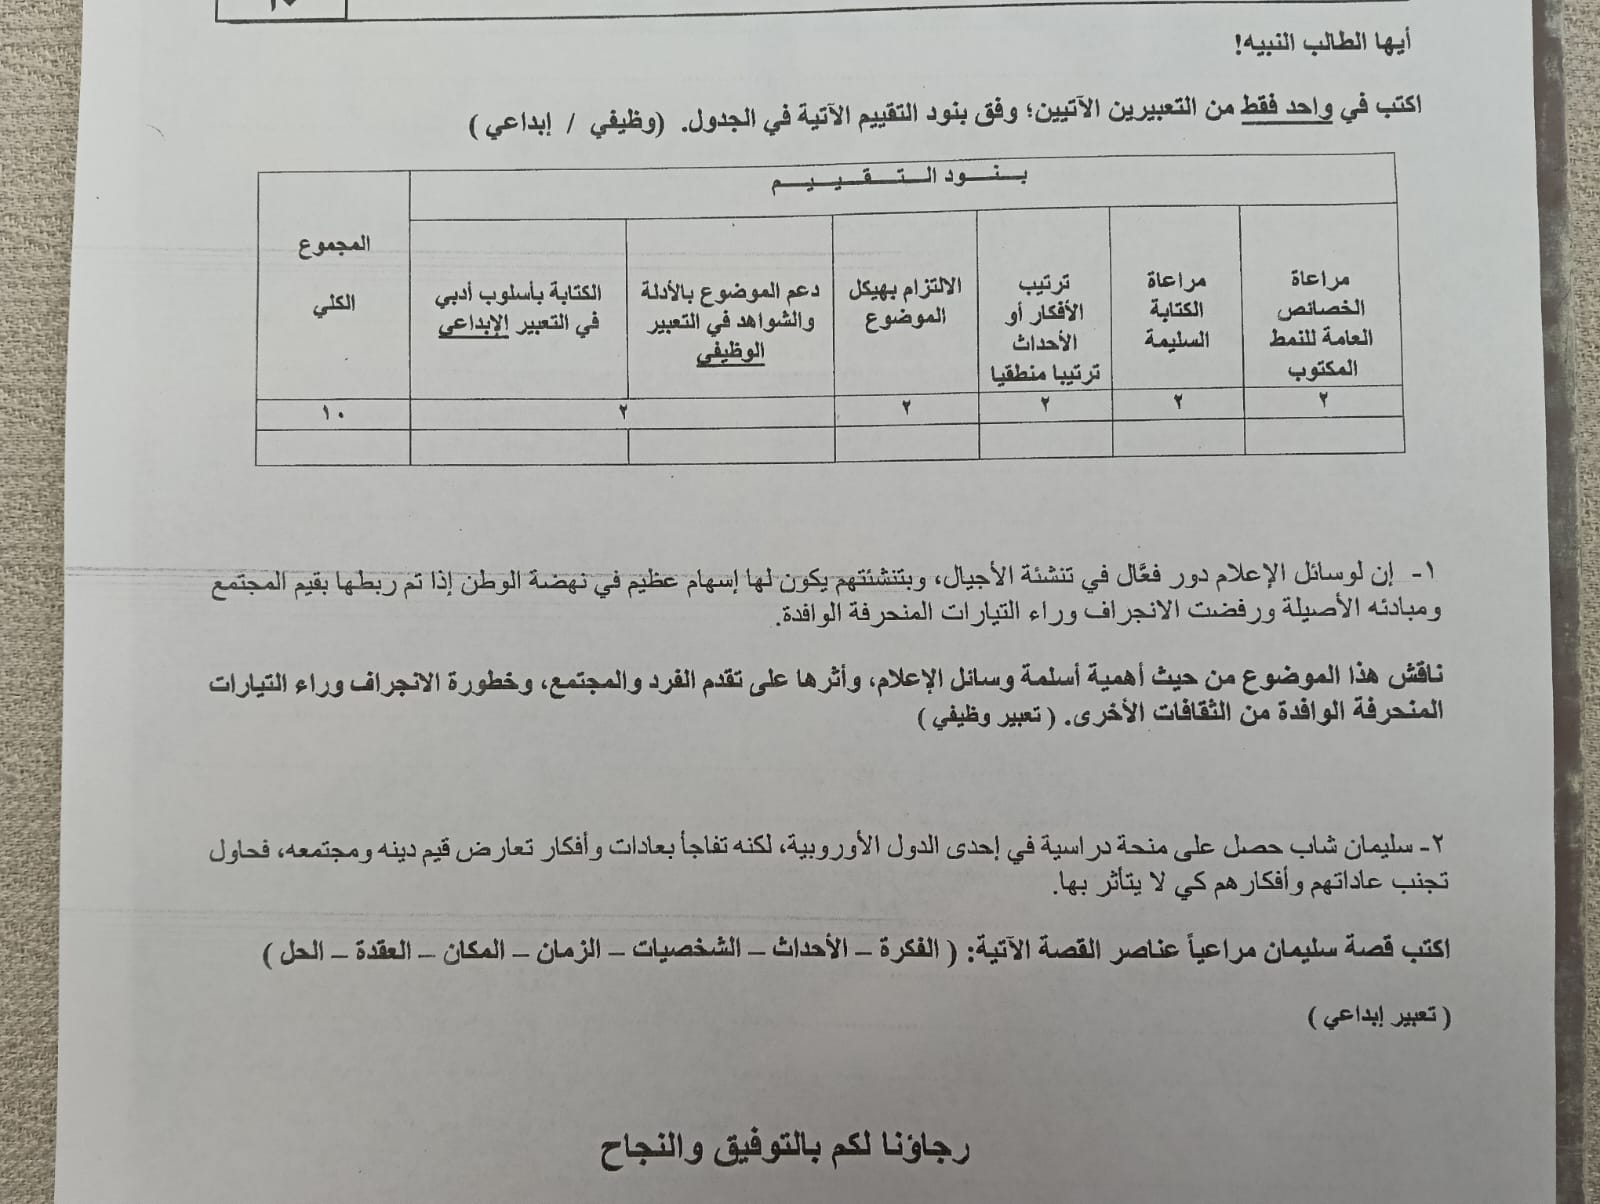 أيها الطالب النبيه!
اكتب في واحد فقط من التعبيرين الآتيين؛ وفق بنود التقييم الآتية في الجدول. (وظيفي / إبداعي )
بـنـــود الـتـقـيـيـم
المجموع
الكلي
مراعاة
الخصائص
العامة للنمط
المكتوب
مراعاة
الكتابة
السليمة
ترتيب
الأفكار أو
الأحداث
ترتيبا منطقيا
الالتزام بهيكل
الموضوع
دعم الموضوع بالأدلة
والشواهد في التعبير
الوظيفي
الكتابة بأسلوب أدبي
في التعبير الإبداعي
٢ ٢ ٢ ٢ ٢ ١٠
١- إن لوسائل الإعلام دور فعَّال في تنشئة الأجيال، وبتنشئتهم يكون لها إسهام عظيم في نهضة الوطن إذا تم ربطها بقيم المجتمع
ومبادئه الأصيلة ورفضت الانجراف وراء التيارات المنحرفة الوافدة.
ناقش هذا الموضوع من حيث أهمية أسلمة وسائل الإعلام، وأثرها على تقدم الفرد والمجتمع، وخطورة الانجراف وراء التيارات
المنحرفة الوافدة من الثقافات الأخرى. ( تعبير وظيفي )
٢- سليمان شاب حصل على منحة دراسية في إحدى الدول الأوروبية، لكنه تفاجأ بعادات وأفكار تعارض قيم دينه ومجتمعه، فحاول
تجنب عاداتهم وأفكارهم كي لا يتأثر بها.
اكتب قصة سليمان مراعياً عناصر القصة الآتية: ( الفكرة – الأحداث – الشخصيات – الزمان – المكان – العقدة – الحل )
( تعبير إبداعي )
رجاؤنا لكم بالتوفيق والنجاح